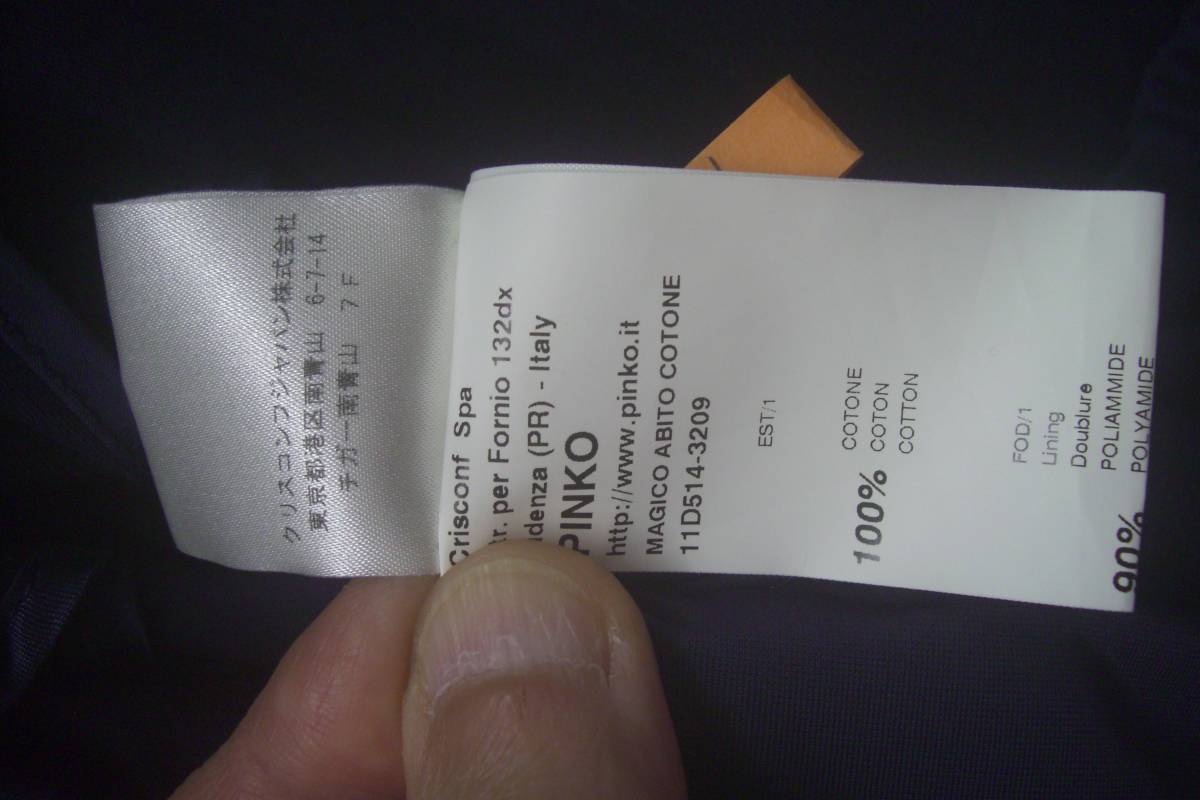 クリスコンフジャパン株式会社
東京都港区南青山 6-7-14
チガー南青山 7F
Crisconf Spa
tr. per Fornio 132dx
idenza (PR) - Italy
PINKO
http://www.pinko.it
MAGICO ABITO COTONE
11D514-3209
EST/1
COTONE
100% COTON
COTTON
FOD/1
Lining
Doublure
POLIAMMIDE
90% POLYAMIDE